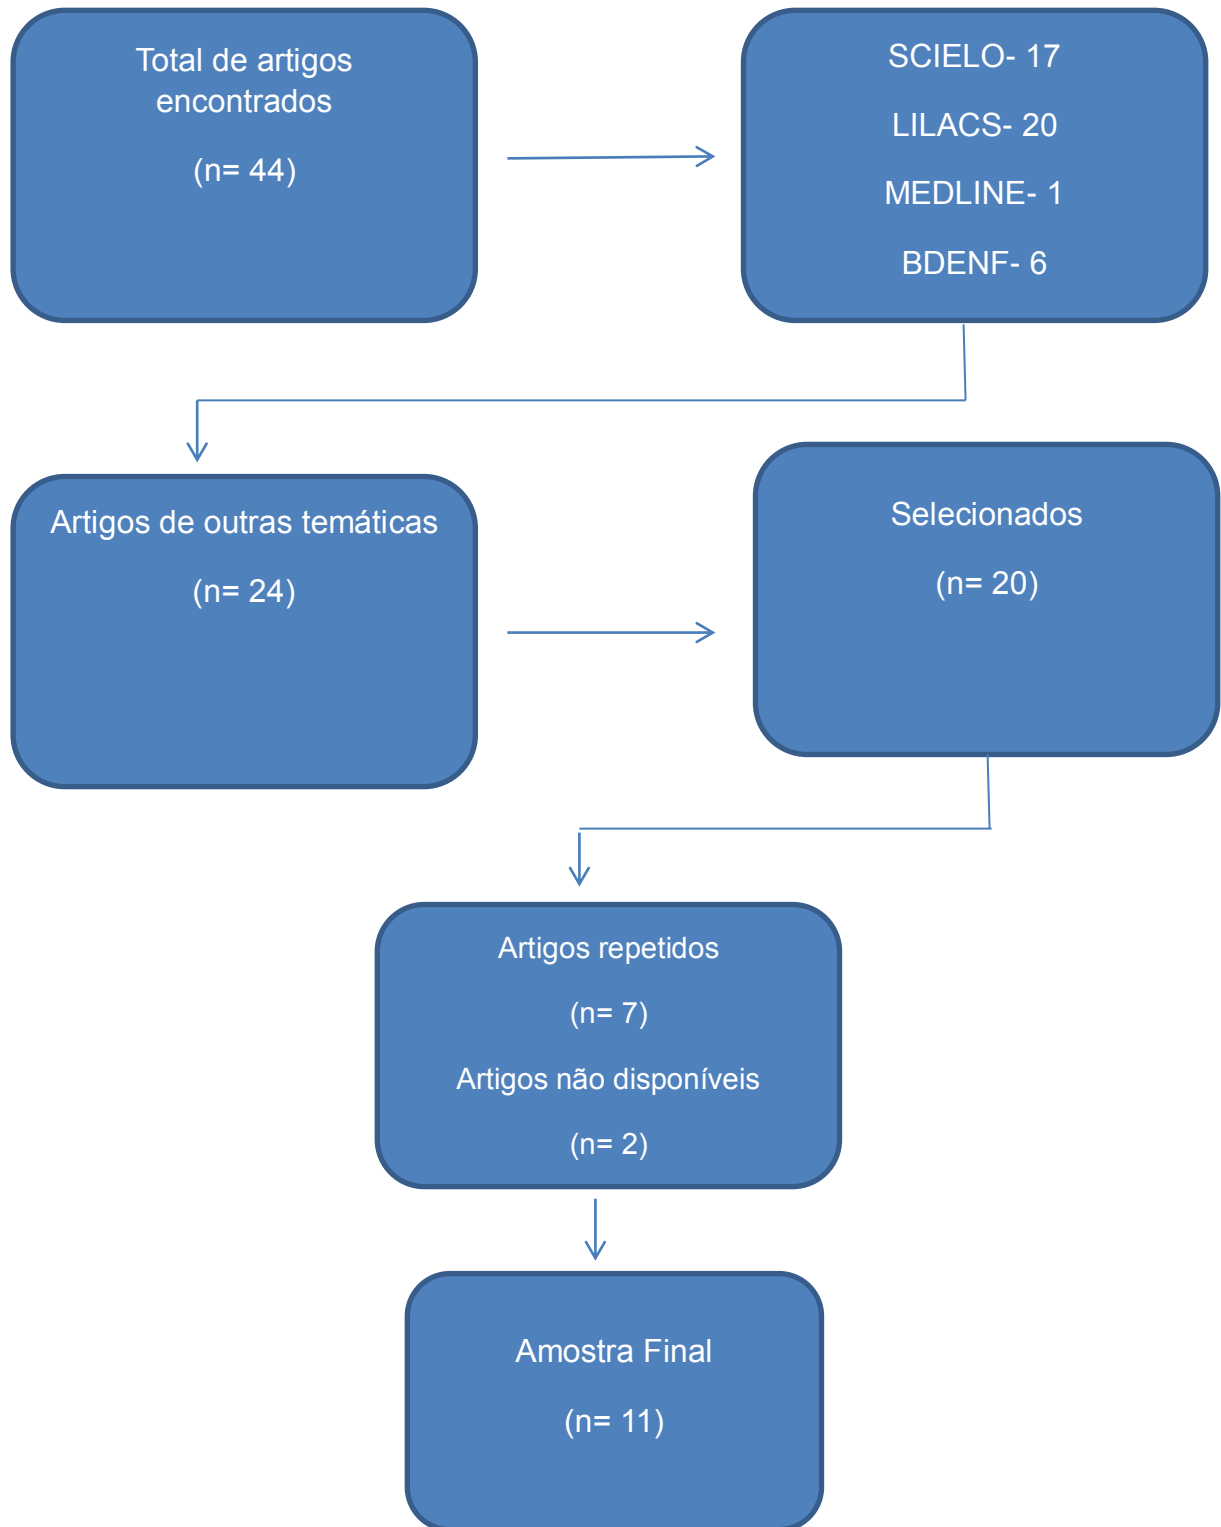 Total de artigos
encontrados
(n= 44)
SCIELO- 17
LILACS- 20
MEDLINE- 1
BDENF- 6
Artigos de outras temáticas
(n= 24)
Selecionados
(n= 20)
Artigos repetidos
(n= 7)
Artigos não disponíveis
(n= 2)
Amostra Final
(n= 11)